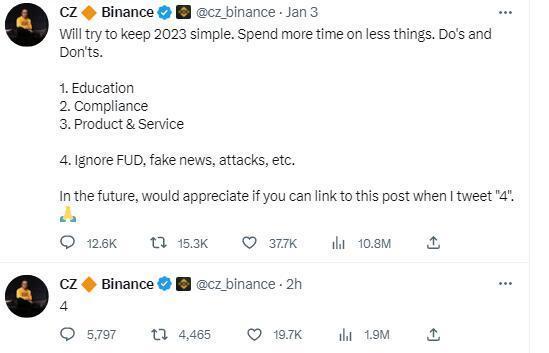 CZ 🔶 Binance @cz_binance · Jan 3
Will try to keep 2023 simple. Spend more time on less things. Do's and
Don'ts.
1. Education
2. Compliance
3. Product & Service
4. Ignore FUD, fake news, attacks, etc.
In the future, would appreciate if you can link to this post when I tweet "4".
🙏
12.6K 15.3K 37.7K 10.8M
CZ 🔶 Binance @cz_binance · 2h
4
5,797 4,465 19.7K 1.9M